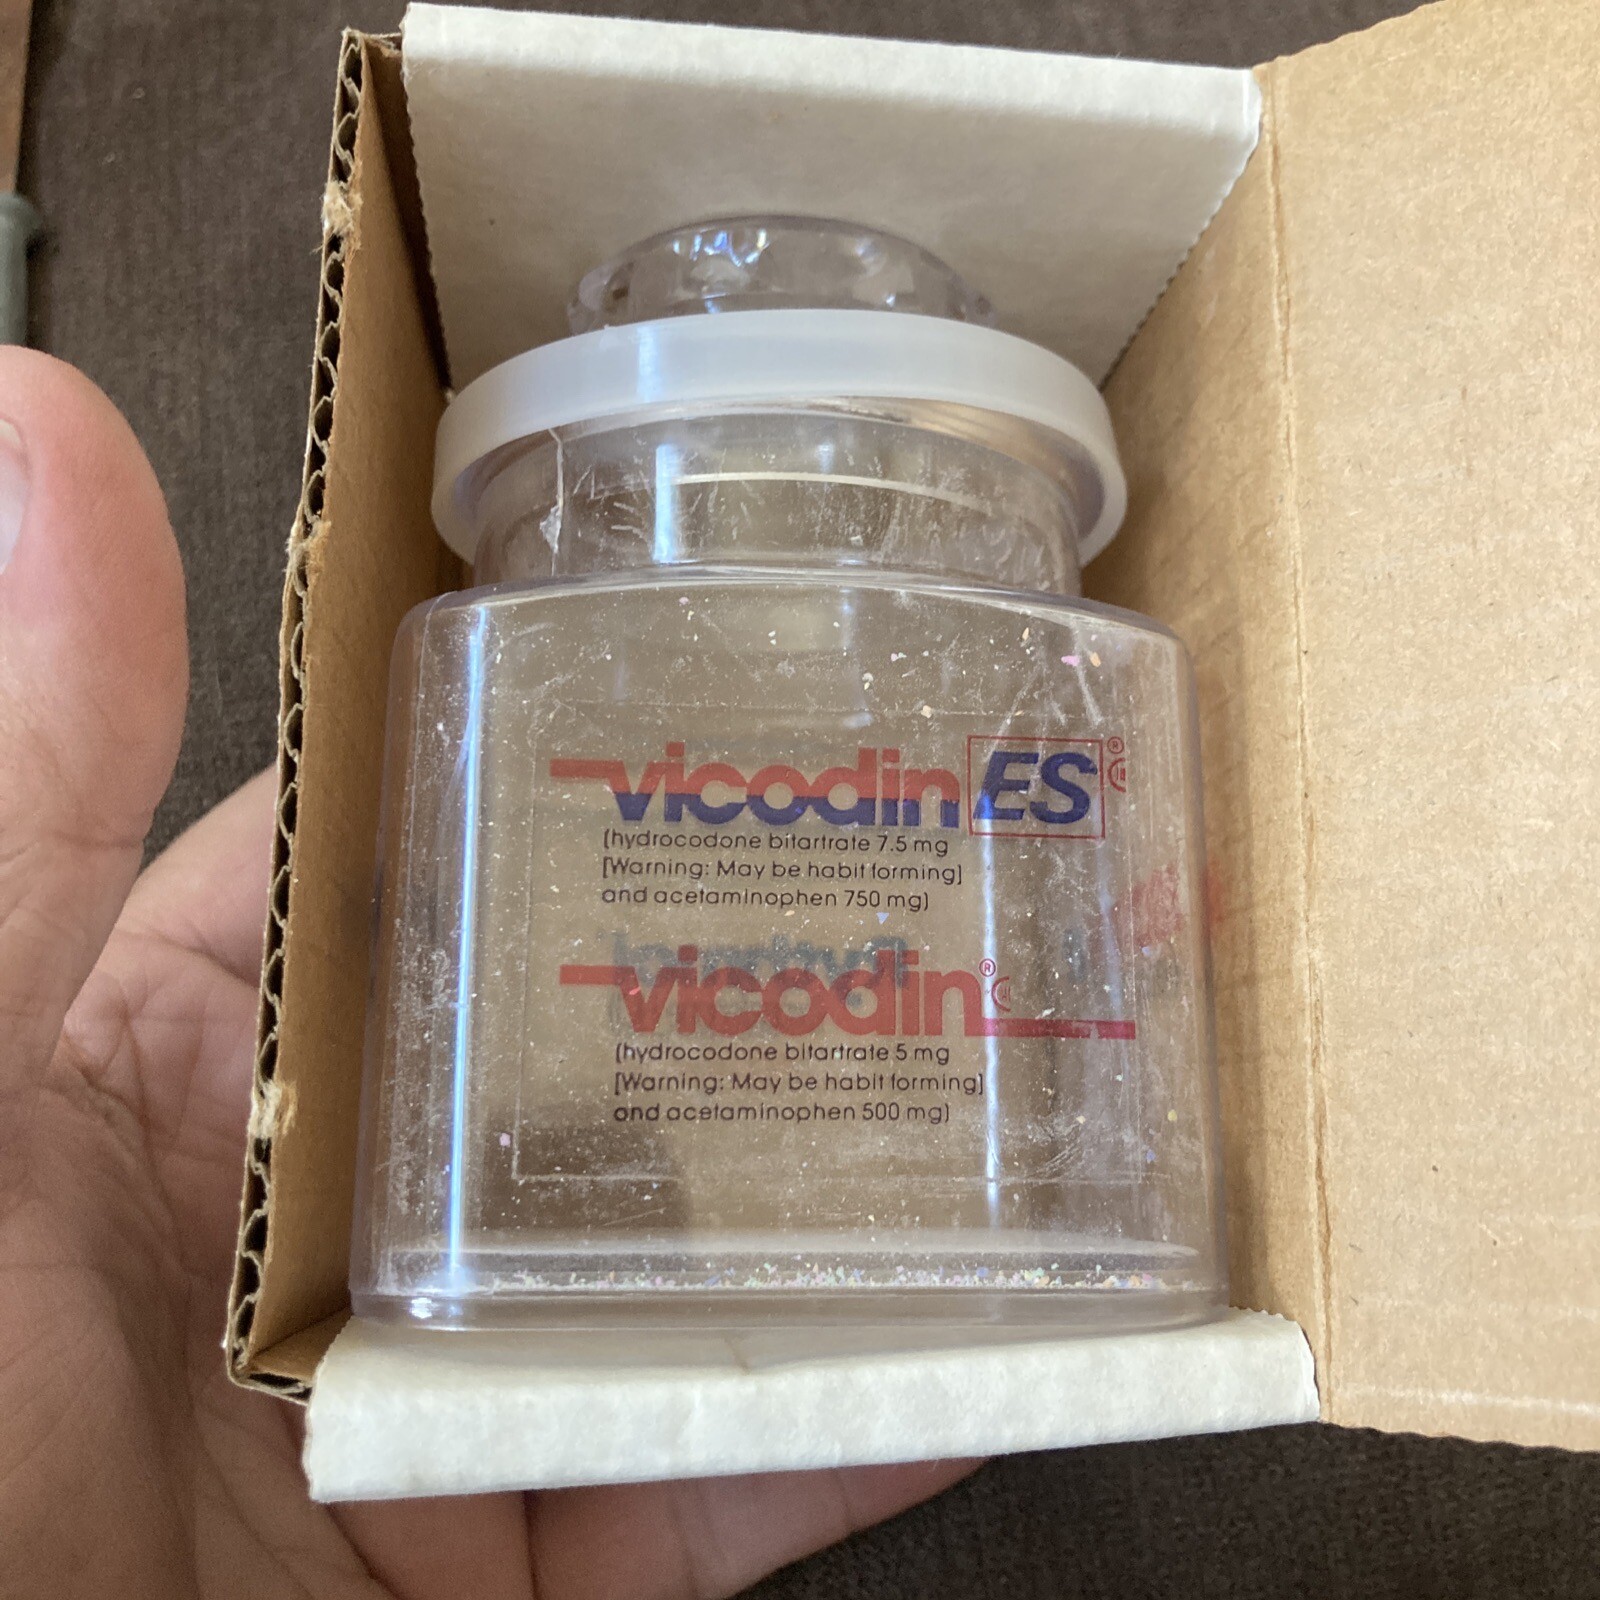 vicodin ES®
(hydrocodone bitartrate 7.5 mg
[Warning: May be habit forming]
and acetaminophen 750 mg)
vicodin®
(hydrocodone bitartrate 5 mg
[Warning: May be habit forming]
and acetaminophen 500 mg)